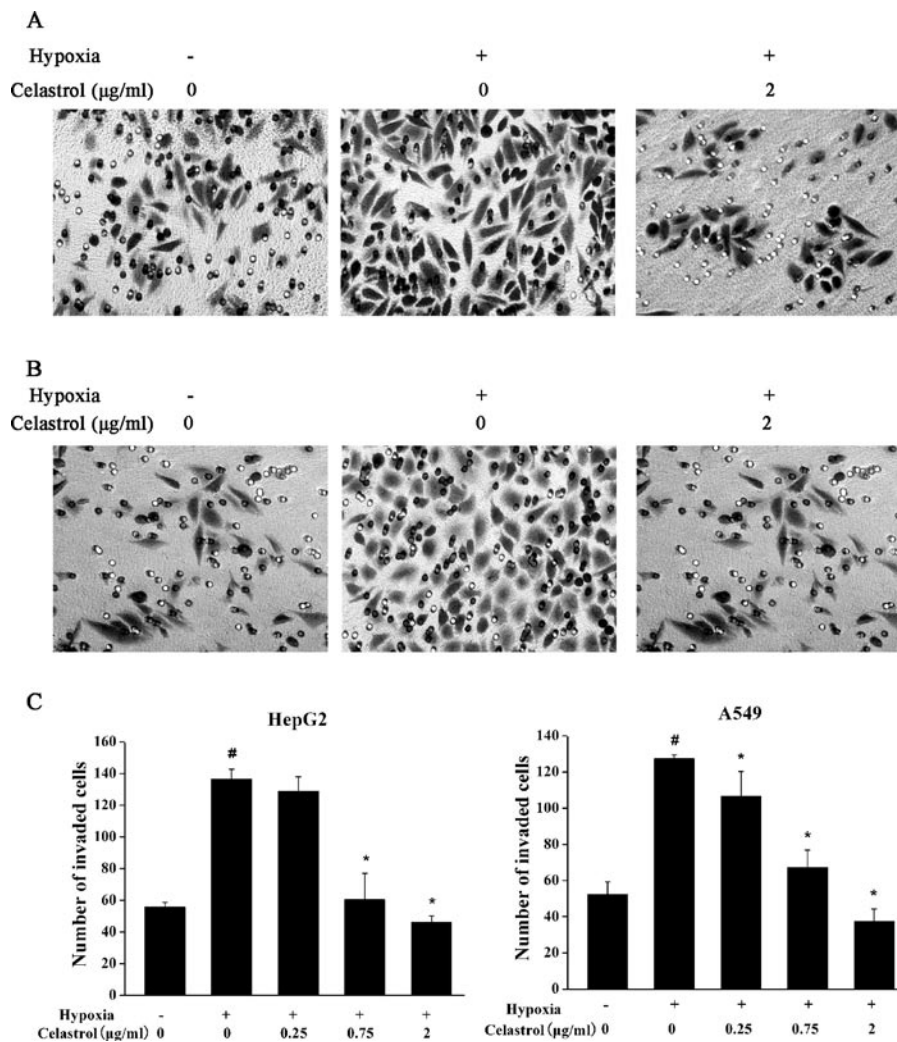 A
Hypoxia - + +
Celastrol (μg/ml) 0 0 2
B
Hypoxia - + +
Celastrol (μg/ml) 0 0 2
C
HepG2
Number of invaded cells
160
140
120
100
80
60
40
20
0
#
*
*
Hypoxia - + + + +
Celastrol (μg/ml) 0 0 0.25 0.75 2
A549
Number of invaded cells
140
120
100
80
60
40
20
0
#
*
*
*
Hypoxia - + + + +
Celastrol (μg/ml) 0 0 0.25 0.75 2